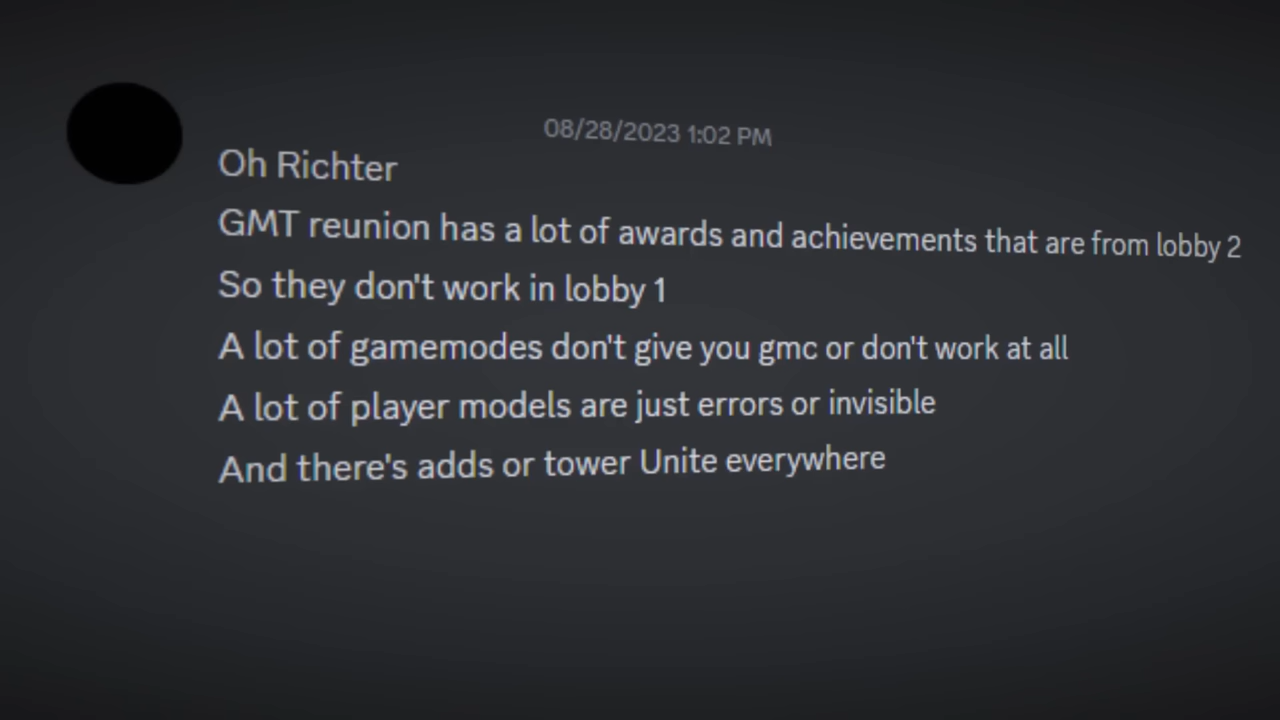 08/28/2023 1:02 PM
Oh Richter
GMT reunion has a lot of awards and achievements that are from lobby 2
So they don't work in lobby 1
A lot of gamemodes don't give you gmc or don't work at all
A lot of player models are just errors or invisible
And there's adds or tower Unite everywhere